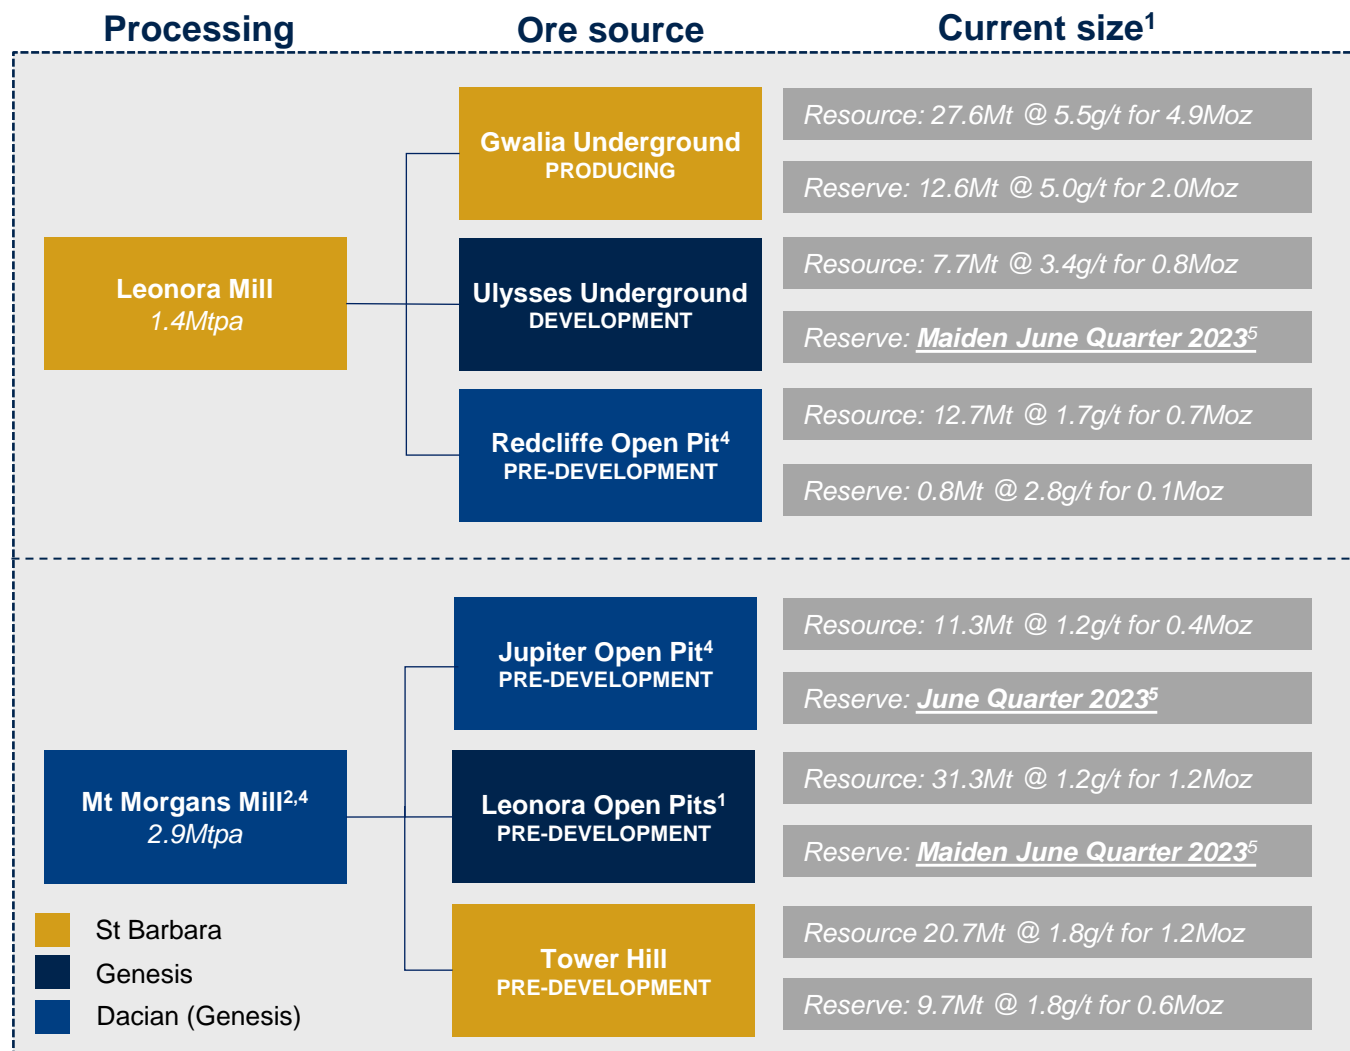 Processing
Ore source
Current size¹
Leonora Mill
1.4Mtpa
Gwalia Underground
PRODUCING
Resource: 27.6Mt @ 5.5g/t for 4.9Moz
Reserve: 12.6Mt @ 5.0g/t for 2.0Moz
Ulysses Underground
DEVELOPMENT
Resource: 7.7Mt @ 3.4g/t for 0.8Moz
Reserve: Maiden June Quarter 2023⁵
Redcliffe Open Pit⁴
PRE-DEVELOPMENT
Resource: 12.7Mt @ 1.7g/t for 0.7Moz
Reserve: 0.8Mt @ 2.8g/t for 0.1Moz
Mt Morgans Mill²,⁴
2.9Mtpa
Jupiter Open Pit⁴
PRE-DEVELOPMENT
Resource: 11.3Mt @ 1.2g/t for 0.4Moz
Reserve: June Quarter 2023⁵
Leonora Open Pits¹
PRE-DEVELOPMENT
Resource: 31.3Mt @ 1.2g/t for 1.2Moz
Reserve: Maiden June Quarter 2023⁵
Tower Hill
PRE-DEVELOPMENT
Resource 20.7Mt @ 1.8g/t for 1.2Moz
Reserve: 9.7Mt @ 1.8g/t for 0.6Moz
St Barbara
Genesis
Dacian (Genesis)